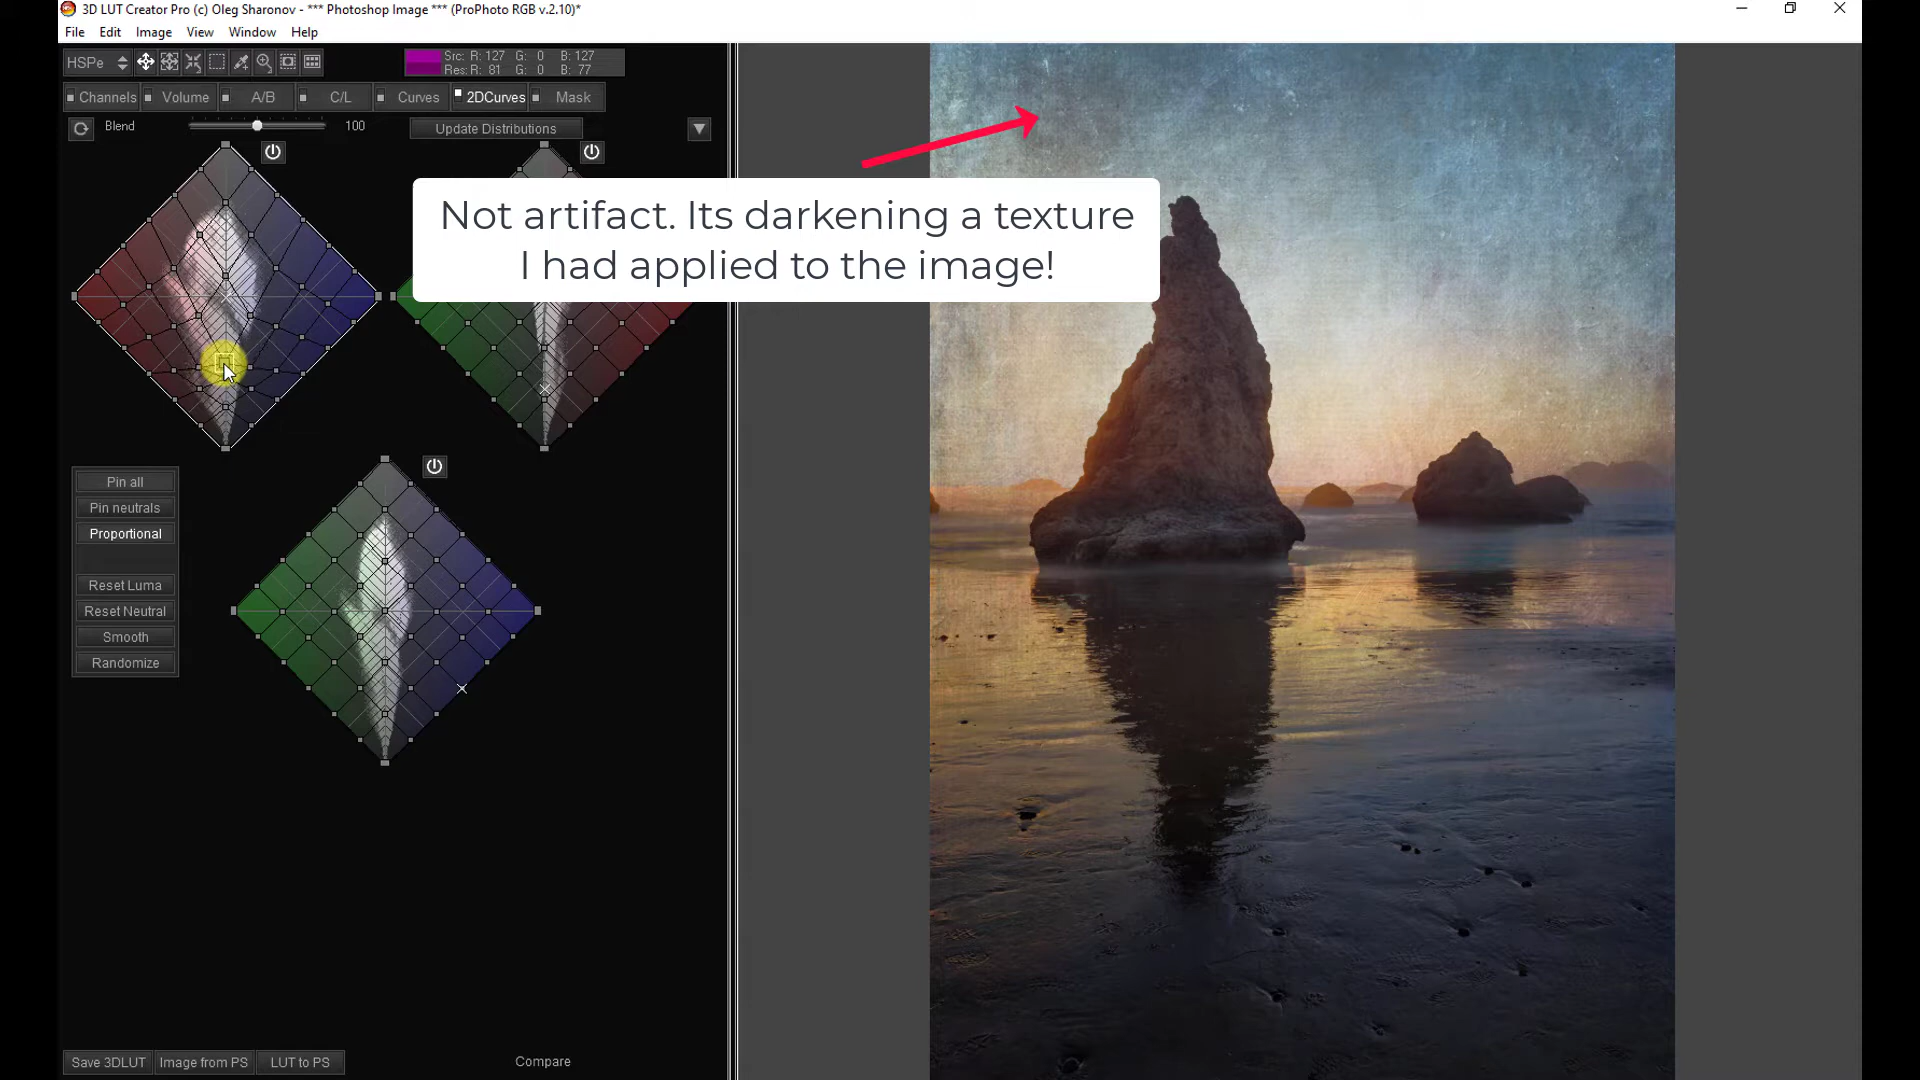 3D LUT Creator Pro (c) Oleg Sharonov - *** Photoshop Image *** (ProPhoto RGB v.2.10)*
File Edit Image View Window Help
HSPe
Src: R: 127 G: 0 B: 127
Res: R: 81 G: 0 B: 77
Channels Volume A/B C/L Curves 2DCurves Mask
Blend 100 Update Distributions
Not artifact. Its darkening a texture
I had applied to the image!
Pin all
Pin neutrals
Proportional
Reset Luma
Reset Neutral
Smooth
Randomize
Save 3DLUT Image from PS LUT to PS Compare